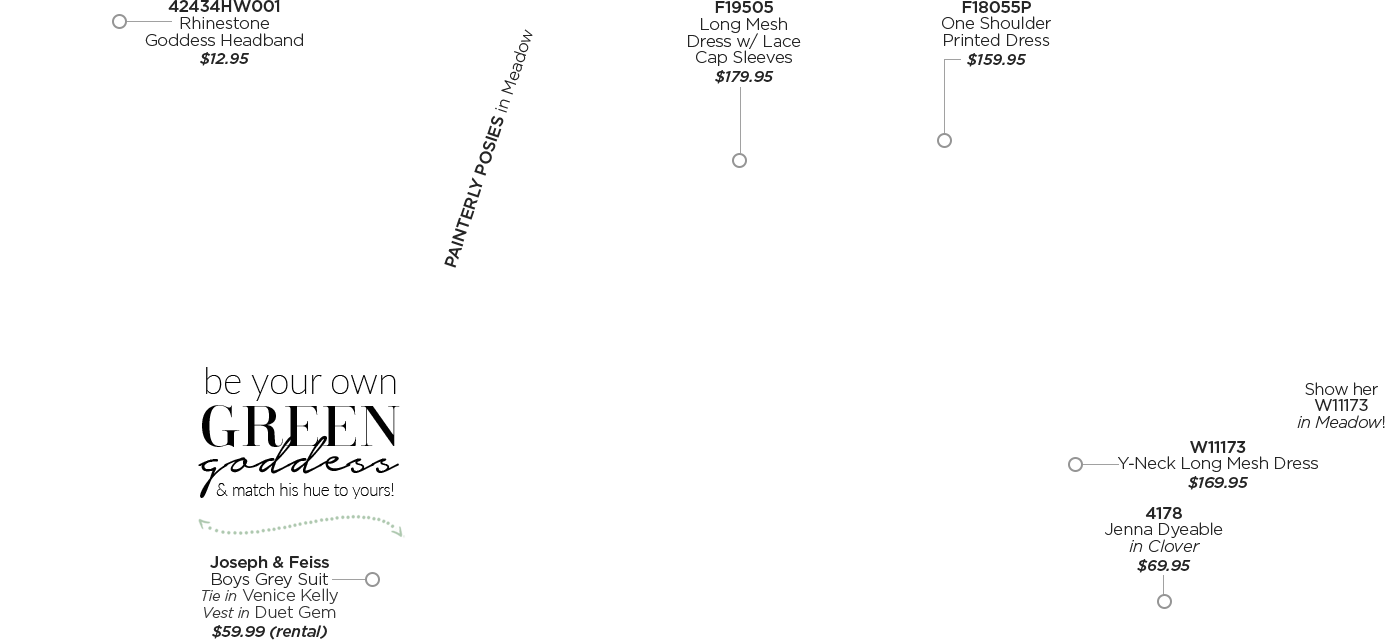 42434HW001
Rhinestone
Goddess Headband
$12.95
PAINTERLY POSIES in Meadow
F19505
Long Mesh
Dress w/ Lace
Cap Sleeves
$179.95
F18055P
One Shoulder
Printed Dress
$159.95
be your own
GREEN
goddess
& match his hue to yours!
Joseph & Feiss
Boys Grey Suit
Tie in Venice Kelly
Vest in Duet Gem
$59.99 (rental)
Show her
W11173
in Meadow!
W11173
Y-Neck Long Mesh Dress
$169.95
4178
Jenna Dyeable
in Clover
$69.95